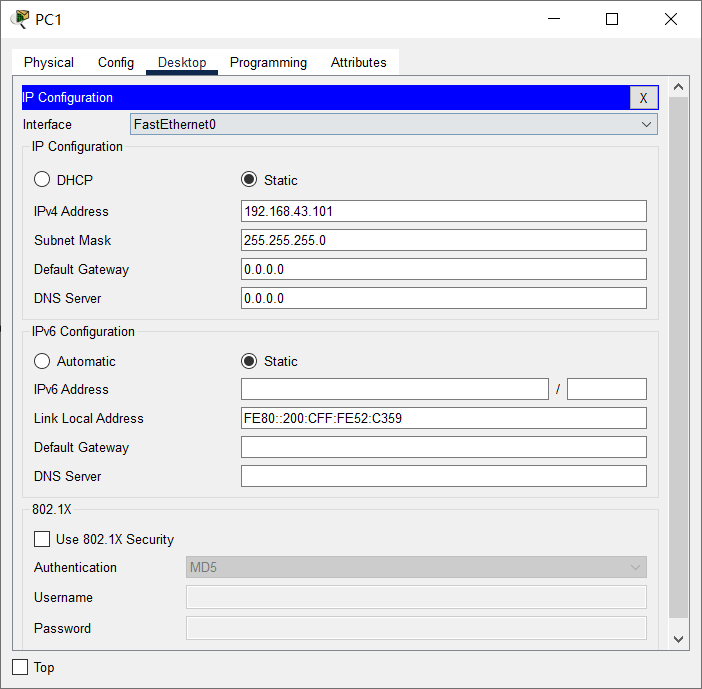 PC1
Physical Config Desktop Programming Attributes
IP Configuration X
Interface FastEthernet0
IP Configuration
DHCP Static
IPv4 Address 192.168.43.101
Subnet Mask 255.255.255.0
Default Gateway 0.0.0.0
DNS Server 0.0.0.0
IPv6 Configuration
Automatic Static
IPv6 Address /
Link Local Address FE80::200:CFF:FE52:C359
Default Gateway
DNS Server
802.1X
Use 802.1X Security
Authentication MD5
Username
Password
Top